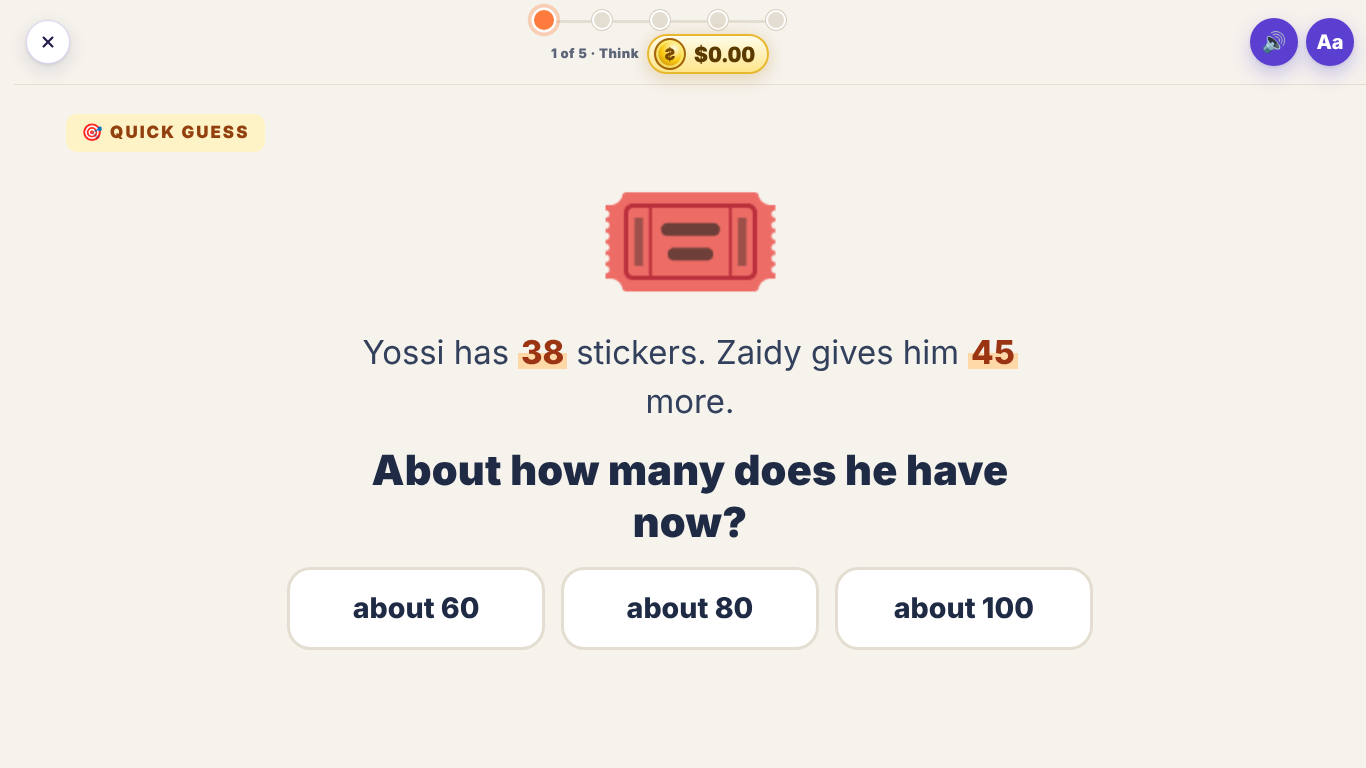 1 of 5 · Think
$0.00
Aa
QUICK GUESS
Yossi has 38 stickers. Zaidy gives him 45
more.
About how many does he have
now?
about 60
about 80
about 100